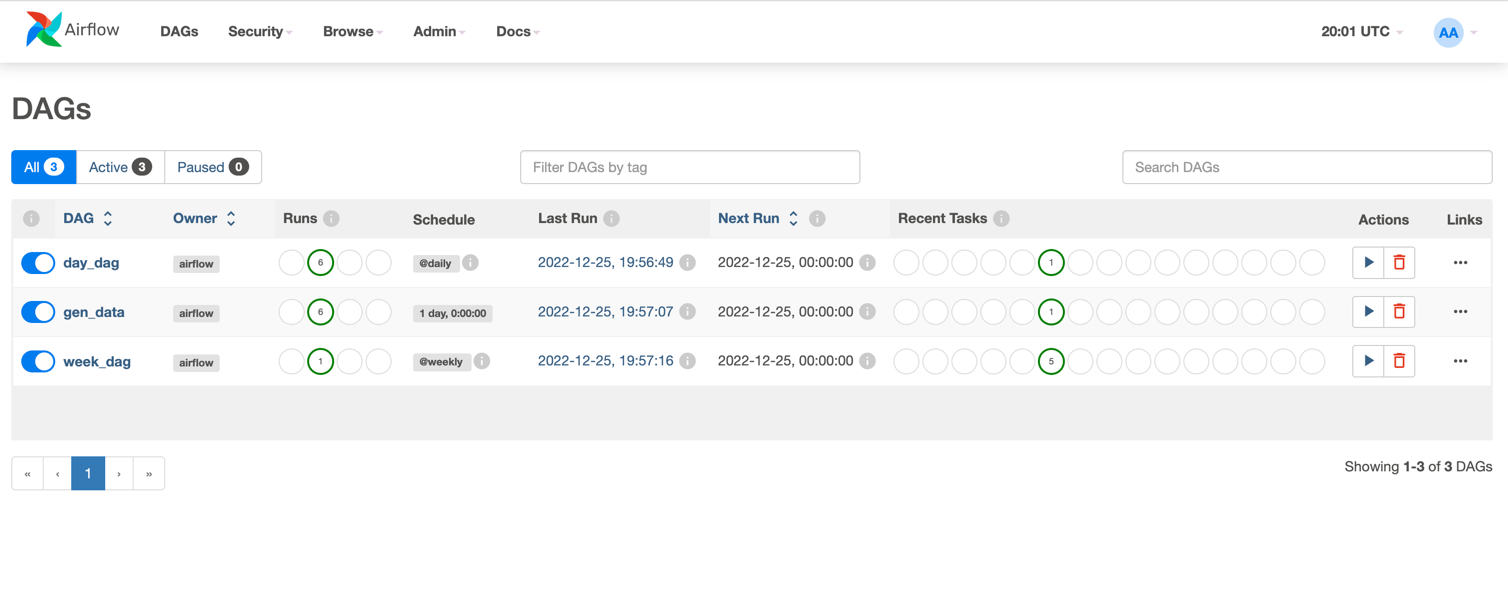 Airflow DAGs Security Browse Admin Docs 20:01 UTC AA
DAGs
All 3 Active 3 Paused 0 Filter DAGs by tag Search DAGs
i DAG Owner Runs i Schedule Last Run i Next Run i Recent Tasks i Actions Links
day_dag airflow 6 @daily i 2022-12-25, 19:56:49 i 2022-12-25, 00:00:00 i 1 ...
gen_data airflow 6 1 day, 0:00:00 2022-12-25, 19:57:07 i 2022-12-25, 00:00:00 i 1 ...
week_dag airflow 1 @weekly i 2022-12-25, 19:57:16 i 2022-12-25, 00:00:00 i 5 ...
« ‹ 1 › » Showing 1-3 of 3 DAGs